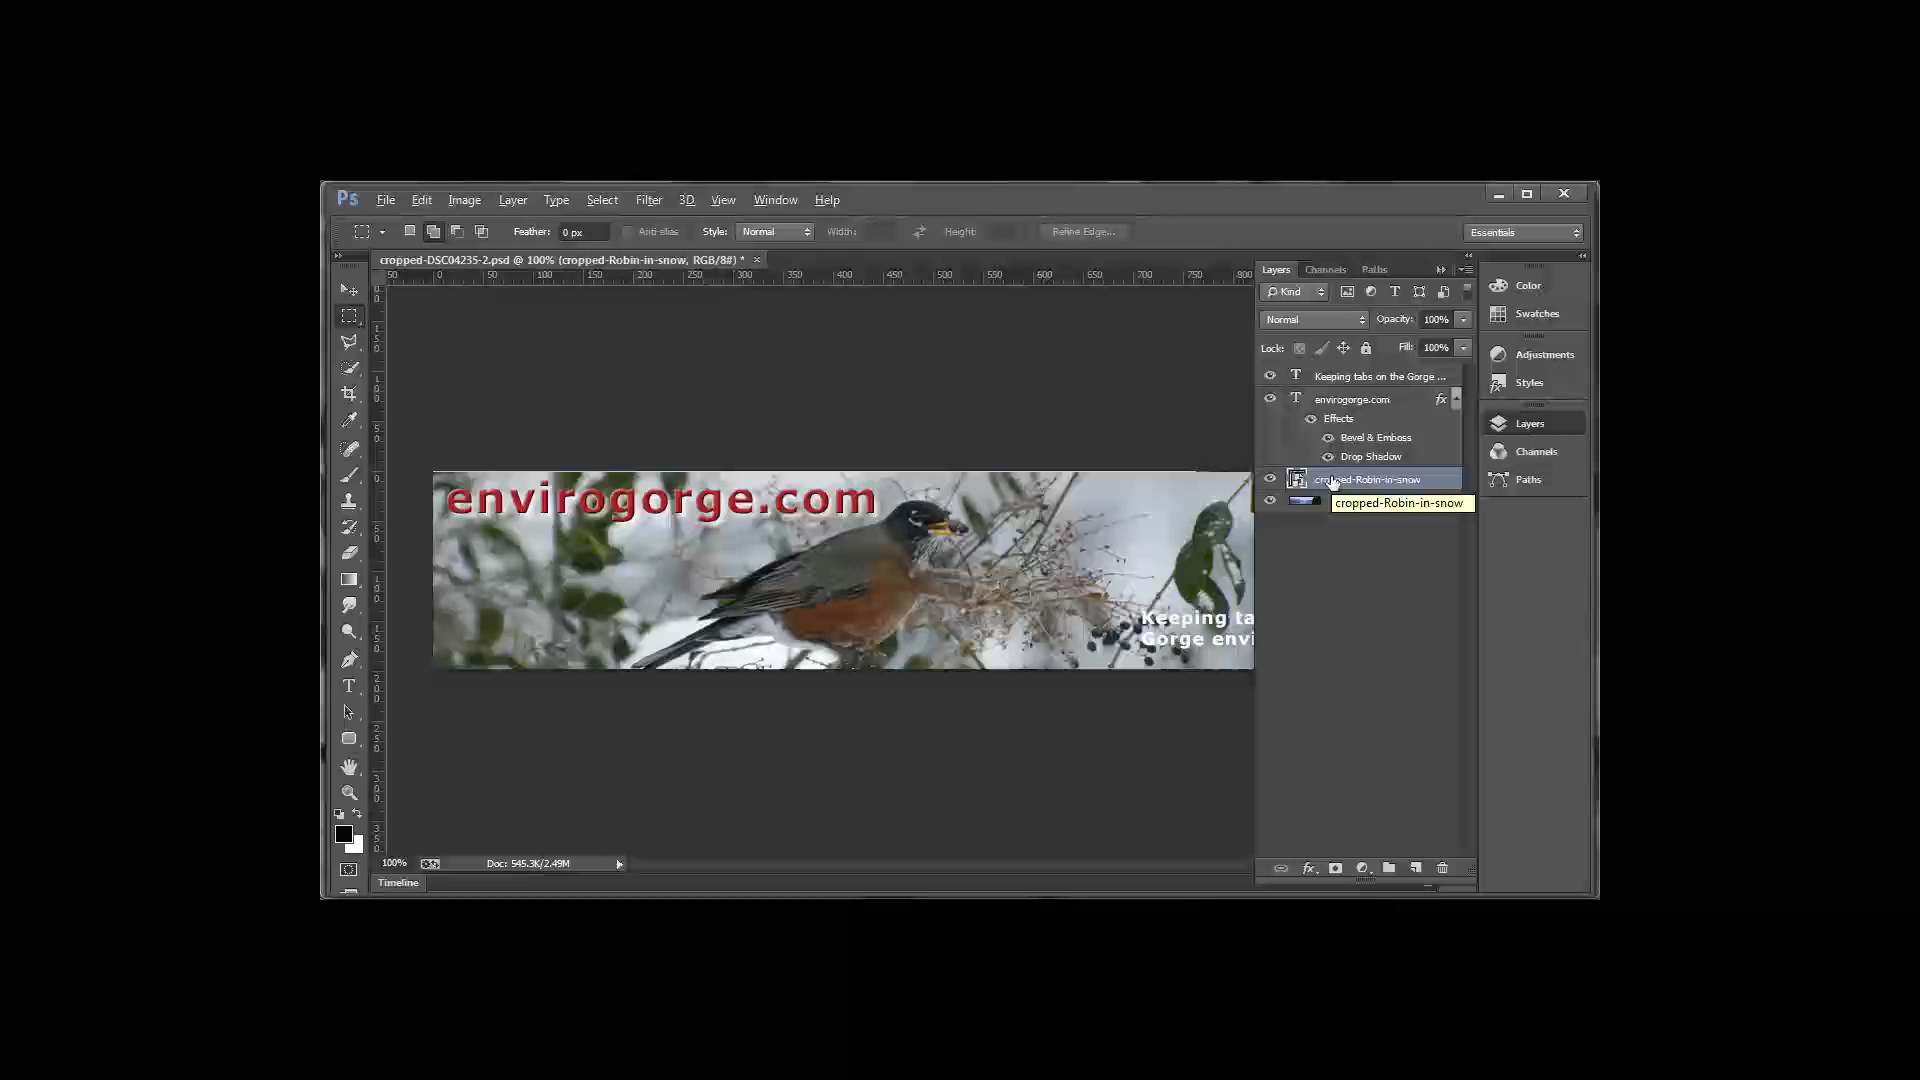 Ps File Edit Image Layer Type Select Filter 3D View Window Help
Feather: 0 px Anti-alias Style: Normal Width: Height: Refine Edge... Essentials
cropped-DSC04235-2.psd @ 100% (cropped-Robin-in-snow, RGB/8#) *
50 0 50 100 150 200 250 300 350 400 450 500 550 600 650 700 750 800
Layers Channels Paths
Kind
Normal Opacity: 100%
Lock: Fill: 100%
Keeping tabs on the Gorge ...
envirogorge.com fx
Effects
Bevel & Emboss
Drop Shadow
cropped-Robin-in-snow
cropped-Robin-in-snow
Color
Swatches
Adjustments
Styles
Layers
Channels
Paths
envirogorge.com
Keeping ta
Gorge envi
100% Doc: 545.3K/2.49M
Timeline